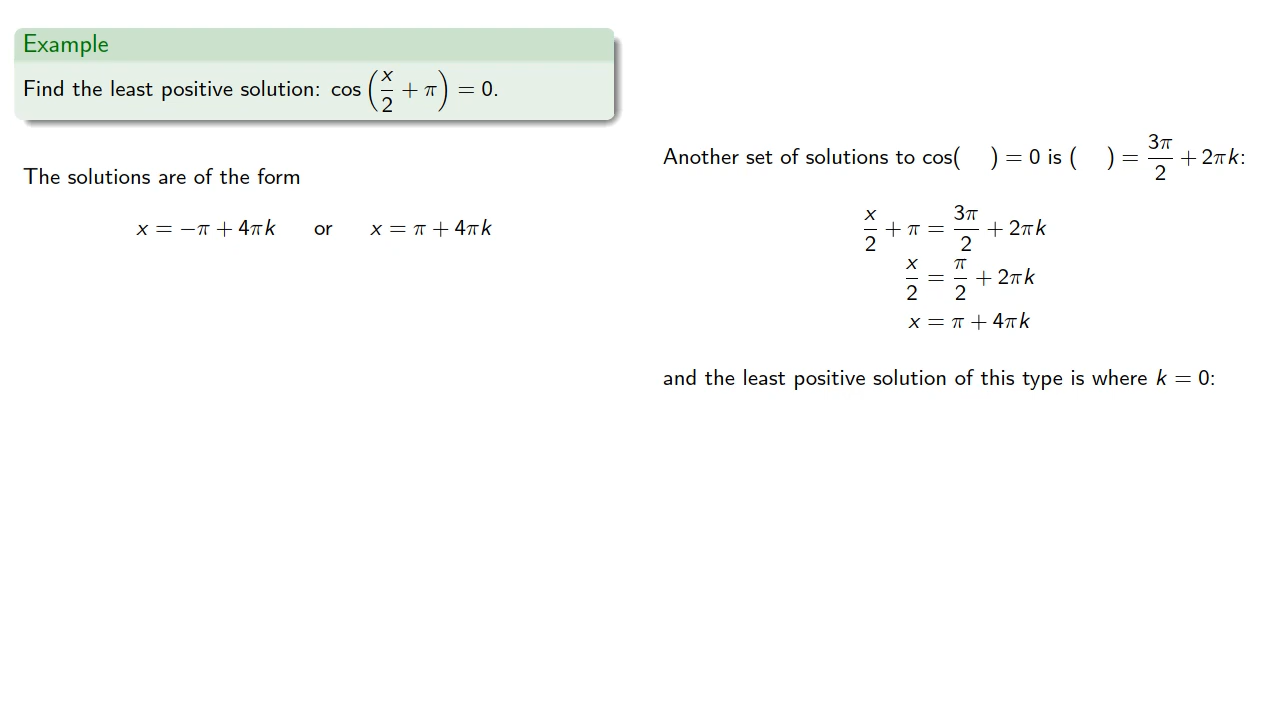 Example
Find the least positive solution: cos(x/2 + π) = 0.
The solutions are of the form
x = −π + 4πk or x = π + 4πk
Another set of solutions to cos( ) = 0 is ( ) = 3π/2 + 2πk:
x/2 + π = 3π/2 + 2πk
x/2 = π/2 + 2πk
x = π + 4πk
and the least positive solution of this type is where k = 0: